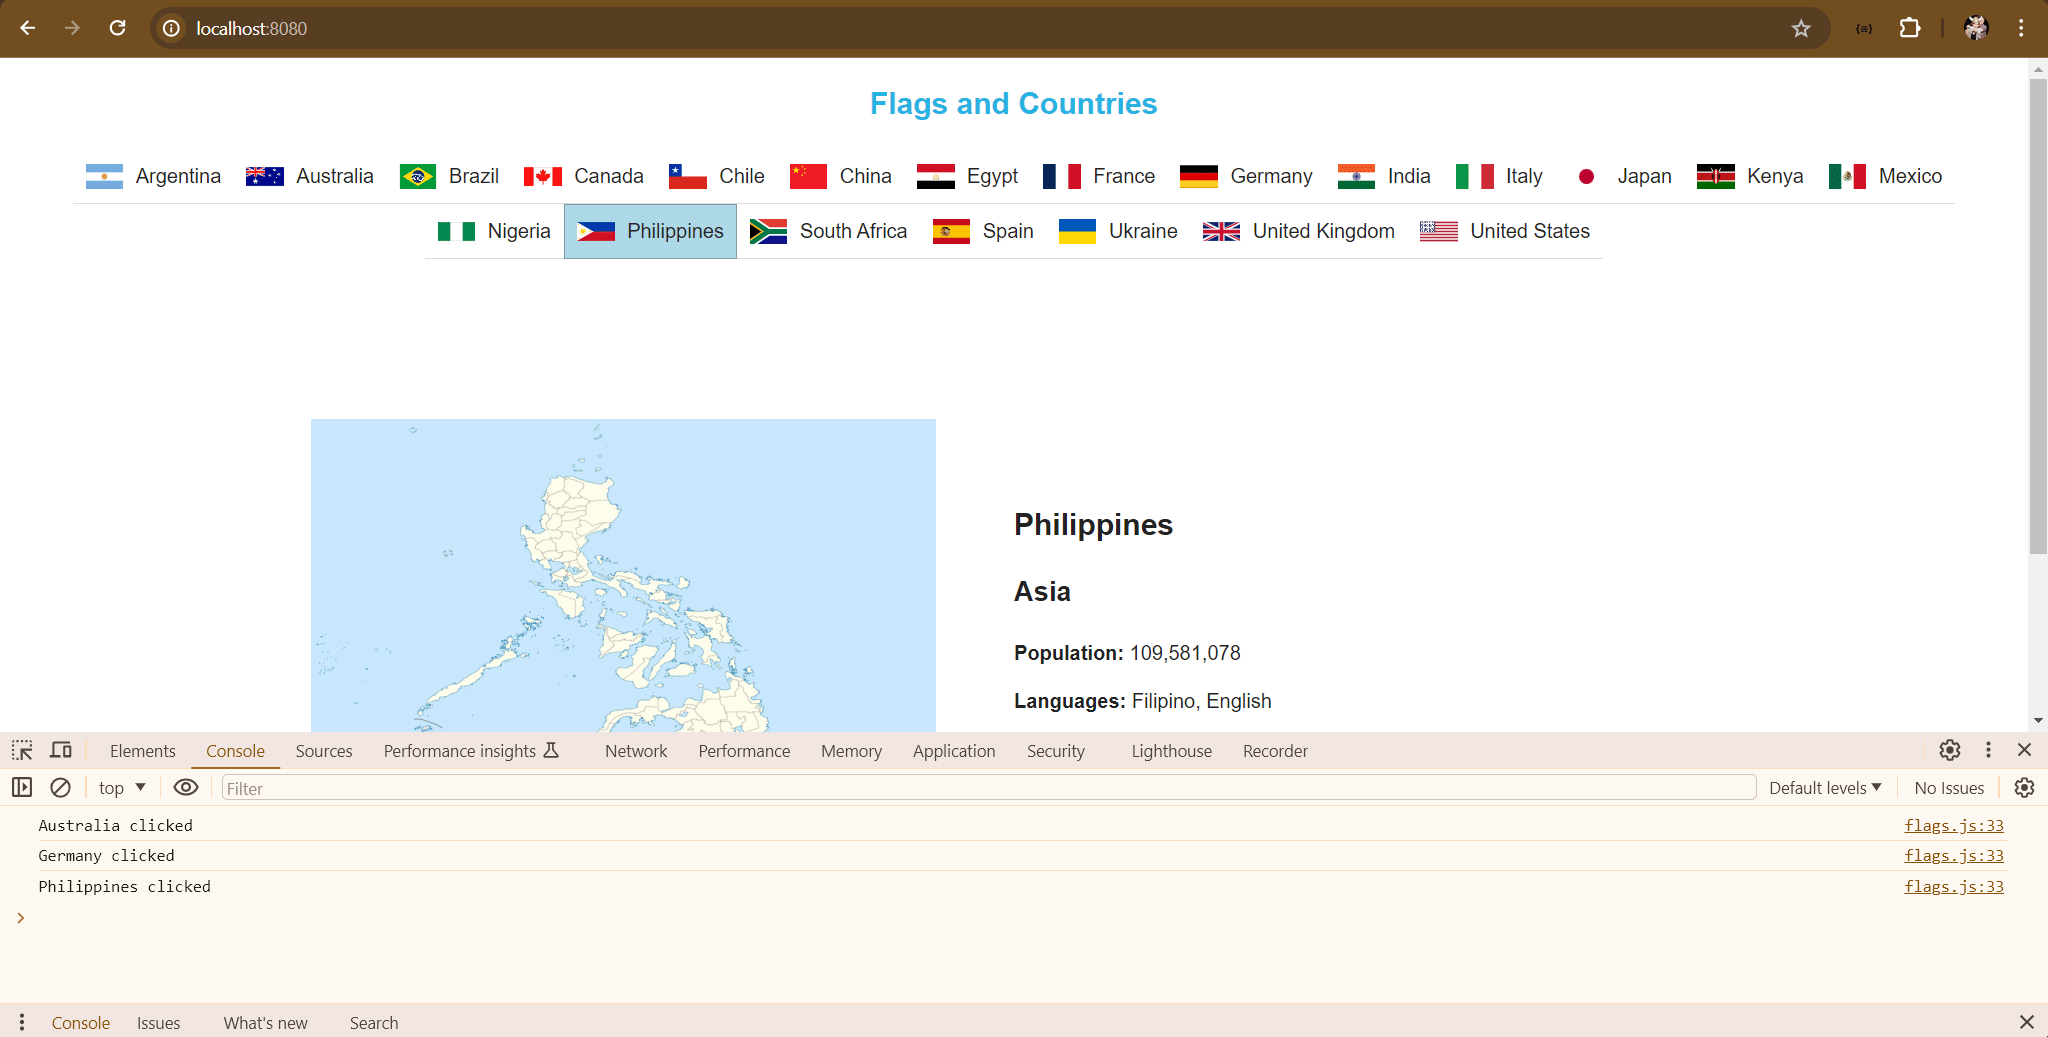 localhost:8080
Flags and Countries
Argentina Australia Brazil Canada Chile China Egypt France Germany India Italy Japan Kenya Mexico
Nigeria Philippines South Africa Spain Ukraine United Kingdom United States
Philippines
Asia
Population: 109,581,078
Languages: Filipino, English
Elements Console Sources Performance insights Network Performance Memory Application Security Lighthouse Recorder
top Filter Default levels No Issues
Australia clicked flags.js:33
Germany clicked flags.js:33
Philippines clicked flags.js:33
Console Issues What's new Search